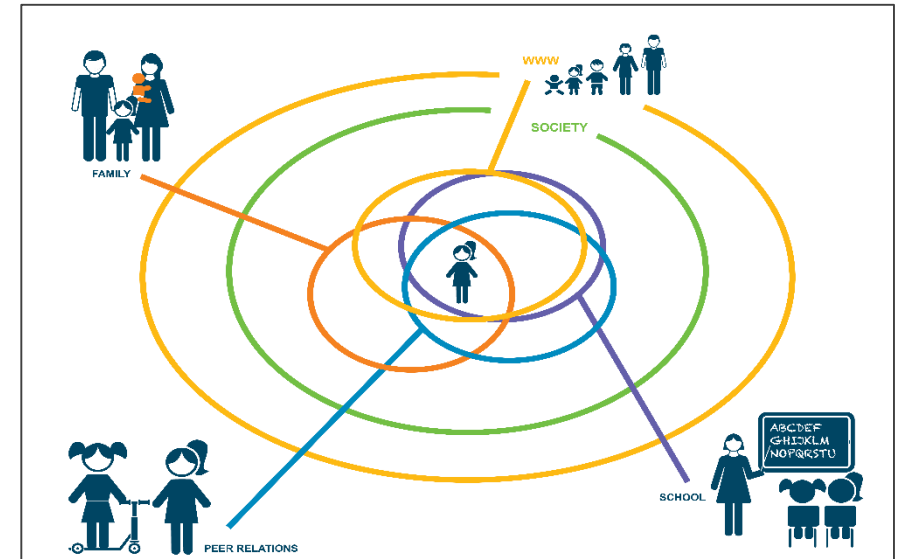 www
SOCIETY
FAMILY
ABCDEF
GHIJKLM
NOPQRSTU
SCHOOL
PEER RELATIONS